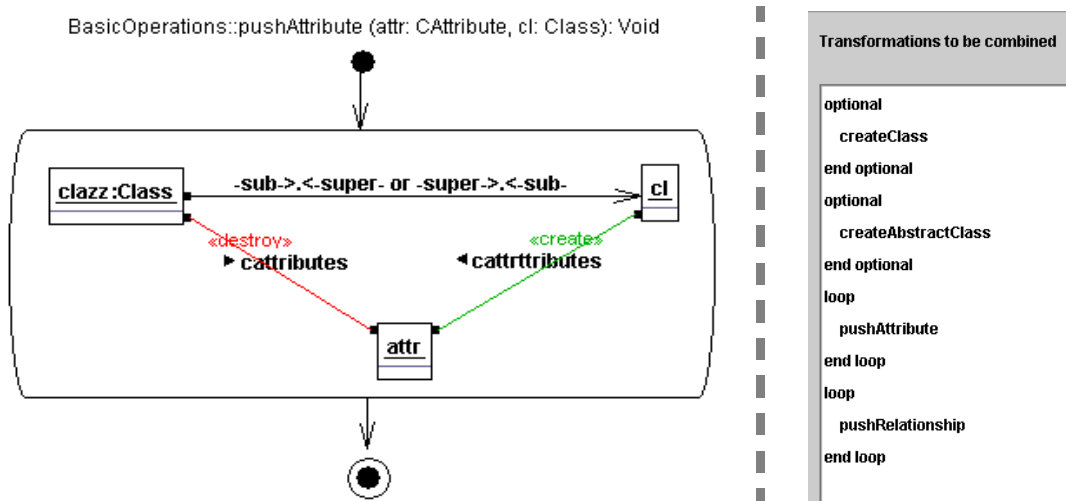 BasicOperations::pushAttribute (attr: CAttribute, cl: Class): Void
clazz :Class
-sub->.<-super- or -super->.<-sub-
cl
«destroy»
«create»
cattributes
cattrttributes
attr
Transformations to be combined
optional
createClass
end optional
optional
createAbstractClass
end optional
loop
pushAttribute
end loop
loop
pushRelationship
end loop